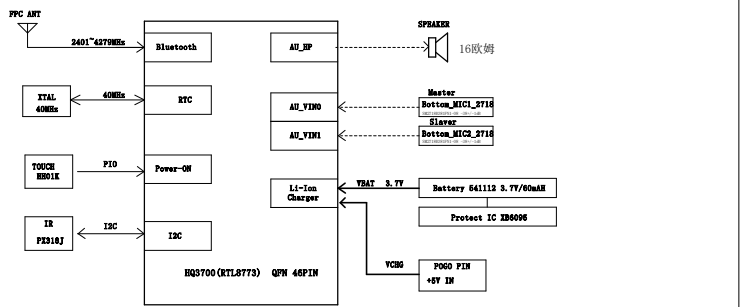 FPC ANT
2401~4279MHz
Bluetooth
AU_HP
SPEAKER
16欧姆
XTAL
40MHz
40MHz
RTC
AU_VIN0
Master
Bottom_MIC1_2718
AU_VIN1
Slaver
Bottom_MIC2_2718
TOUCH
HH01K
PIO
Power-ON
Li-Ion
Charger
VBAT 3.7V
Battery 541112 3.7V/60mAH
Protect IC XB6096
IR
PX318J
I2C
I2C
VCHG
POGO PIN
+5V IN
HQ3700(RTL8773) QFN 46PIN